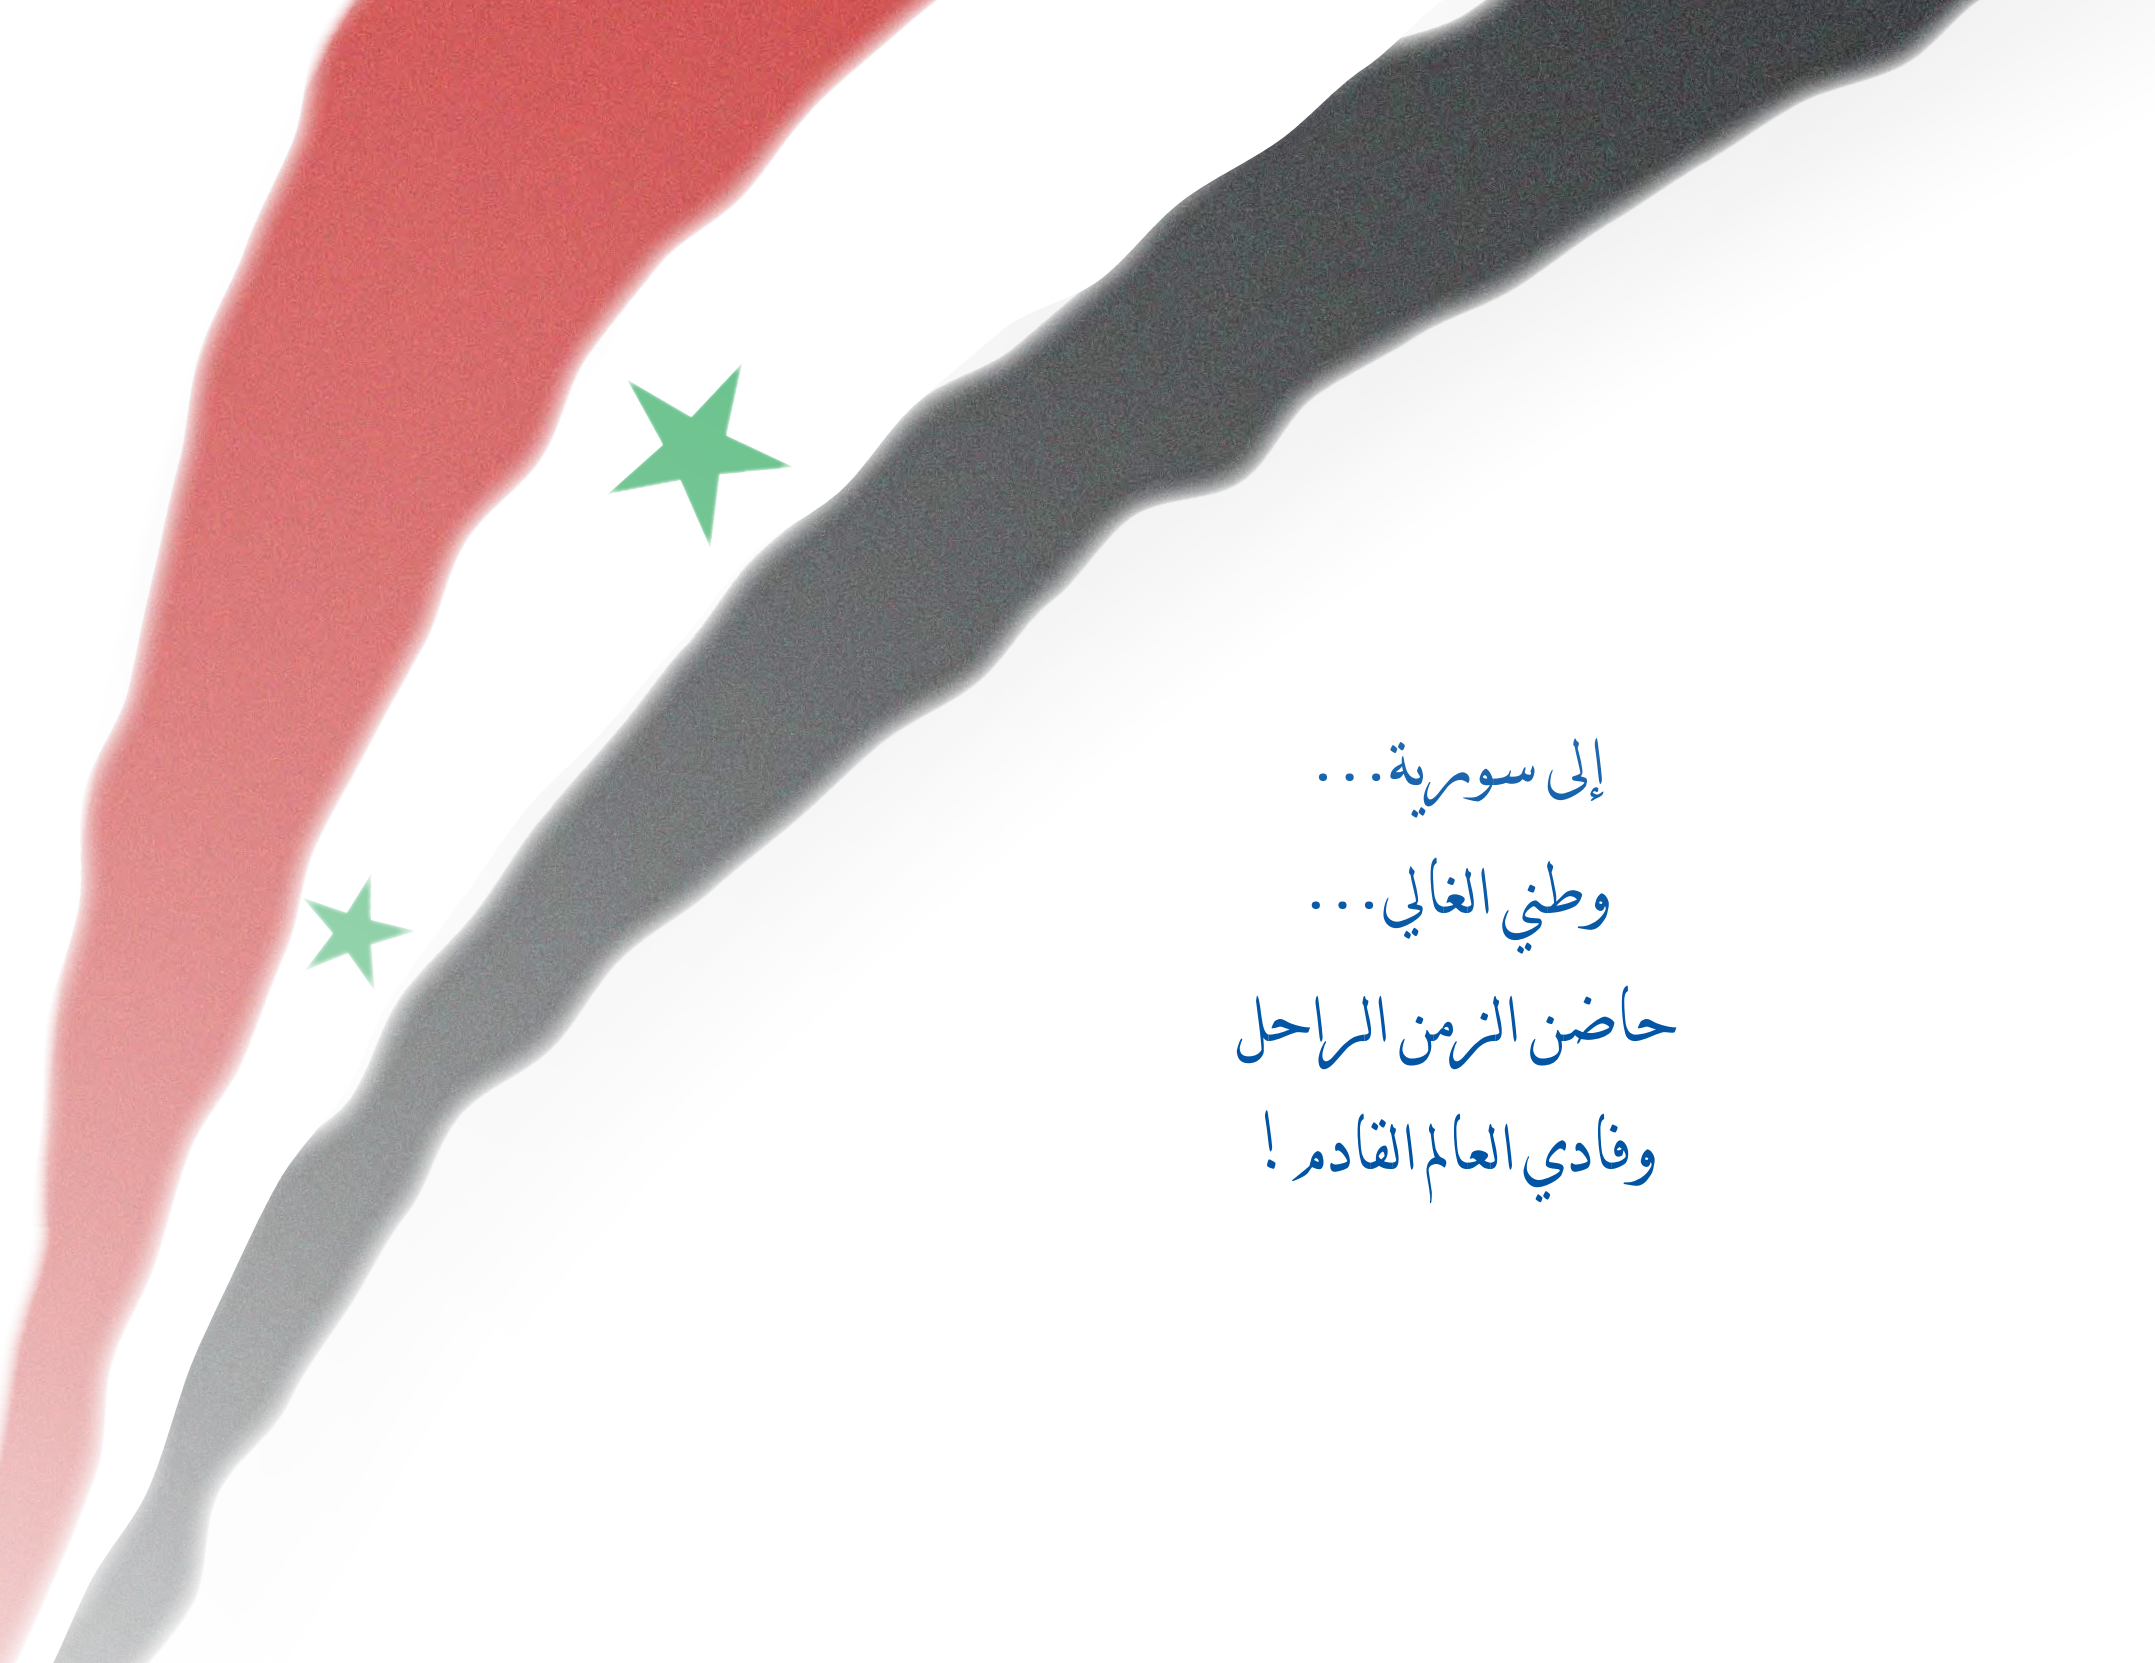 إلى سورية...
وطني الغالي...
حاضن الزمن الراحل
وفادي العالم القادم !